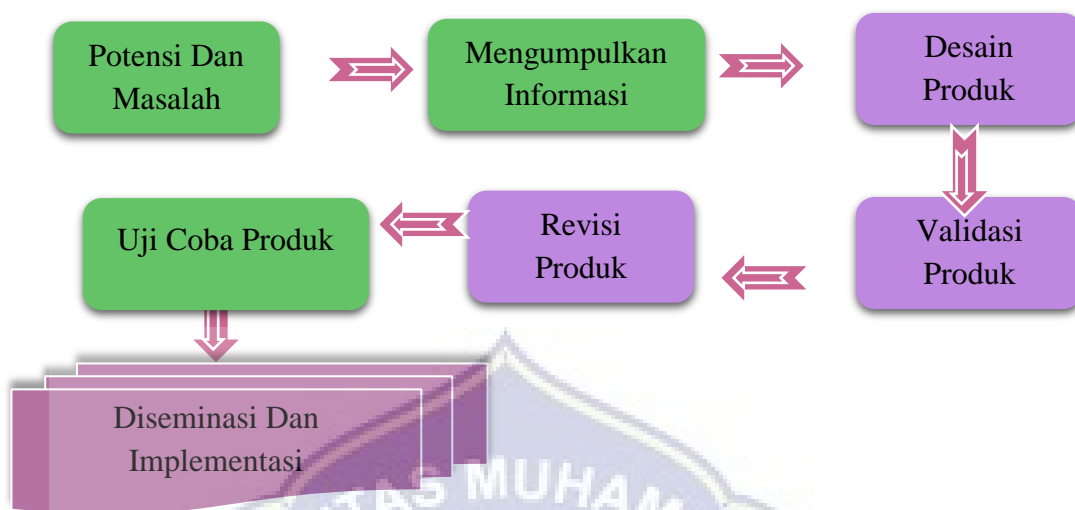 Potensi Dan
Masalah
Mengumpulkan
Informasi
Desain
Produk
Validasi
Produk
Revisi
Produk
Uji Coba Produk
Diseminasi Dan
Implementasi
TAS MUHAM